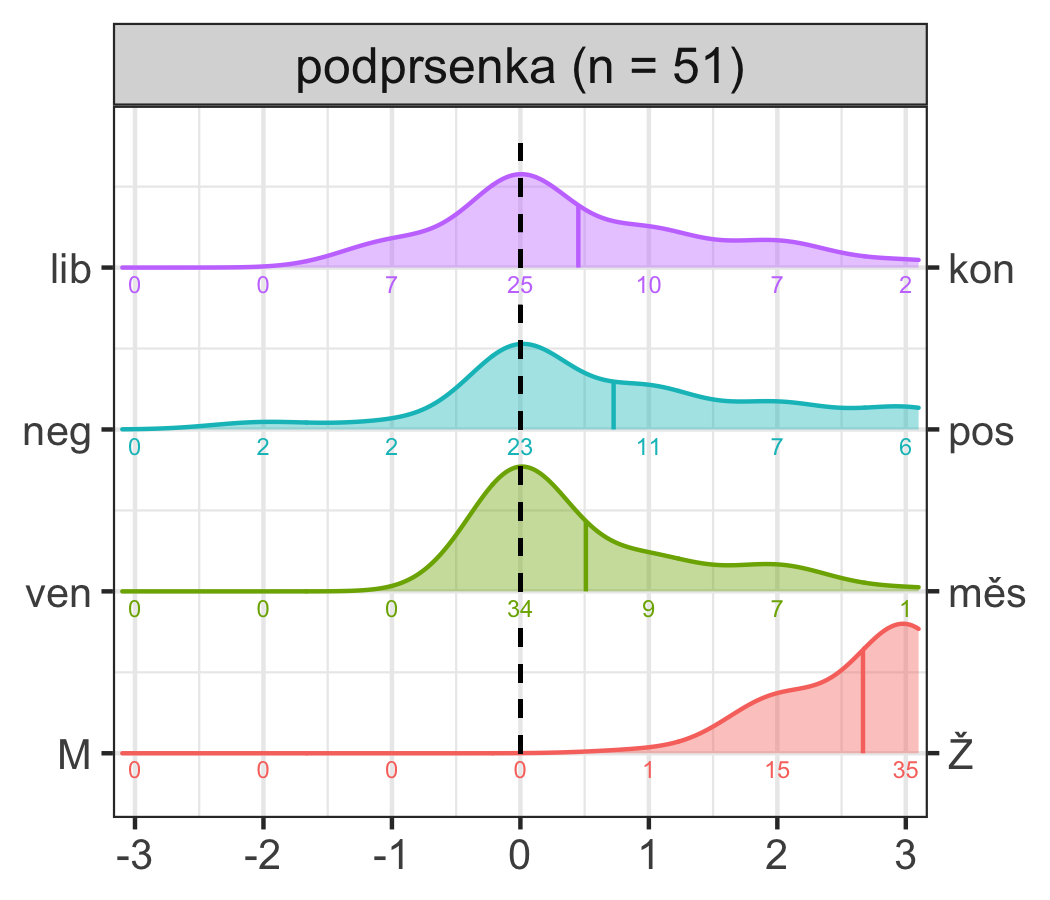 podprsenka (n = 51)
lib kon
0 0 7 25 10 7 2
neg pos
0 2 2 23 11 7 6
ven měs
0 0 0 34 9 7 1
M Ž
0 0 0 0 1 15 35
-3 -2 -1 0 1 2 3